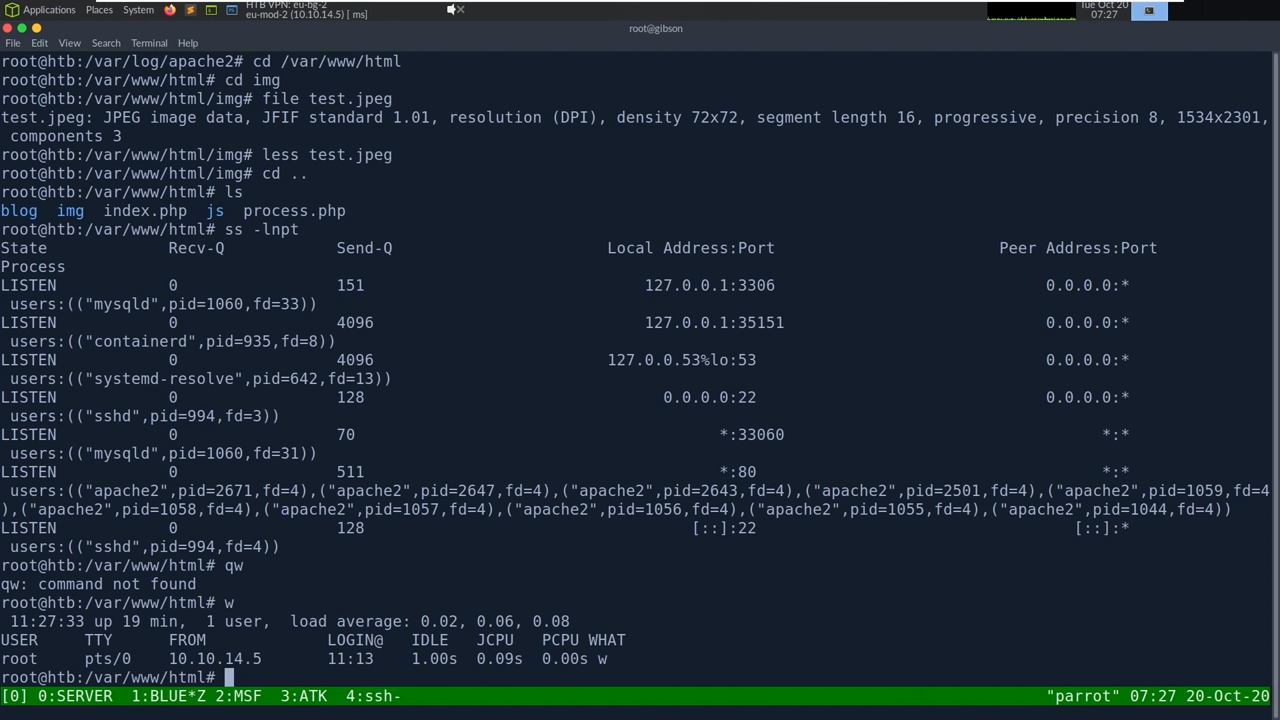 Applications Places System HTB VPN: eu-bg-2
eu-mod-2 (10.10.14.5) [ ms]
Tue Oct 20
07:27
root@gibson
File Edit View Search Terminal Help
root@htb:/var/log/apache2# cd /var/www/html
root@htb:/var/www/html# cd img
root@htb:/var/www/html/img# file test.jpeg
test.jpeg: JPEG image data, JFIF standard 1.01, resolution (DPI), density 72x72, segment length 16, progressive, precision 8, 1534x2301,
 components 3
root@htb:/var/www/html/img# less test.jpeg
root@htb:/var/www/html/img# cd ..
root@htb:/var/www/html# ls
blog  img  index.php  js  process.php
root@htb:/var/www/html# ss -lnpt
State Recv-Q Send-Q Local Address:Port Peer Address:Port
Process
LISTEN 0 151 127.0.0.1:3306 0.0.0.0:*
 users:(("mysqld",pid=1060,fd=33))
LISTEN 0 4096 127.0.0.1:35151 0.0.0.0:*
 users:(("containerd",pid=935,fd=8))
LISTEN 0 4096 127.0.0.53%lo:53 0.0.0.0:*
 users:(("systemd-resolve",pid=642,fd=13))
LISTEN 0 128 0.0.0.0:22 0.0.0.0:*
 users:(("sshd",pid=994,fd=3))
LISTEN 0 70 *:33060 *:*
 users:(("mysqld",pid=1060,fd=31))
LISTEN 0 511 *:80 *:*
 users:(("apache2",pid=2671,fd=4),("apache2",pid=2647,fd=4),("apache2",pid=2643,fd=4),("apache2",pid=2501,fd=4),("apache2",pid=1059,fd=4
),("apache2",pid=1058,fd=4),("apache2",pid=1057,fd=4),("apache2",pid=1056,fd=4),("apache2",pid=1055,fd=4),("apache2",pid=1044,fd=4))
LISTEN 0 128 [::]:22 [::]:*
 users:(("sshd",pid=994,fd=4))
root@htb:/var/www/html# qw
qw: command not found
root@htb:/var/www/html# w
 11:27:33 up 19 min,  1 user,  load average: 0.02, 0.06, 0.08
USER TTY FROM LOGIN@ IDLE JCPU PCPU WHAT
root pts/0 10.10.14.5 11:13 1.00s 0.09s 0.00s w
root@htb:/var/www/html#
[0] 0:SERVER  1:BLUE*Z 2:MSF  3:ATK  4:ssh- "parrot" 07:27 20-Oct-20